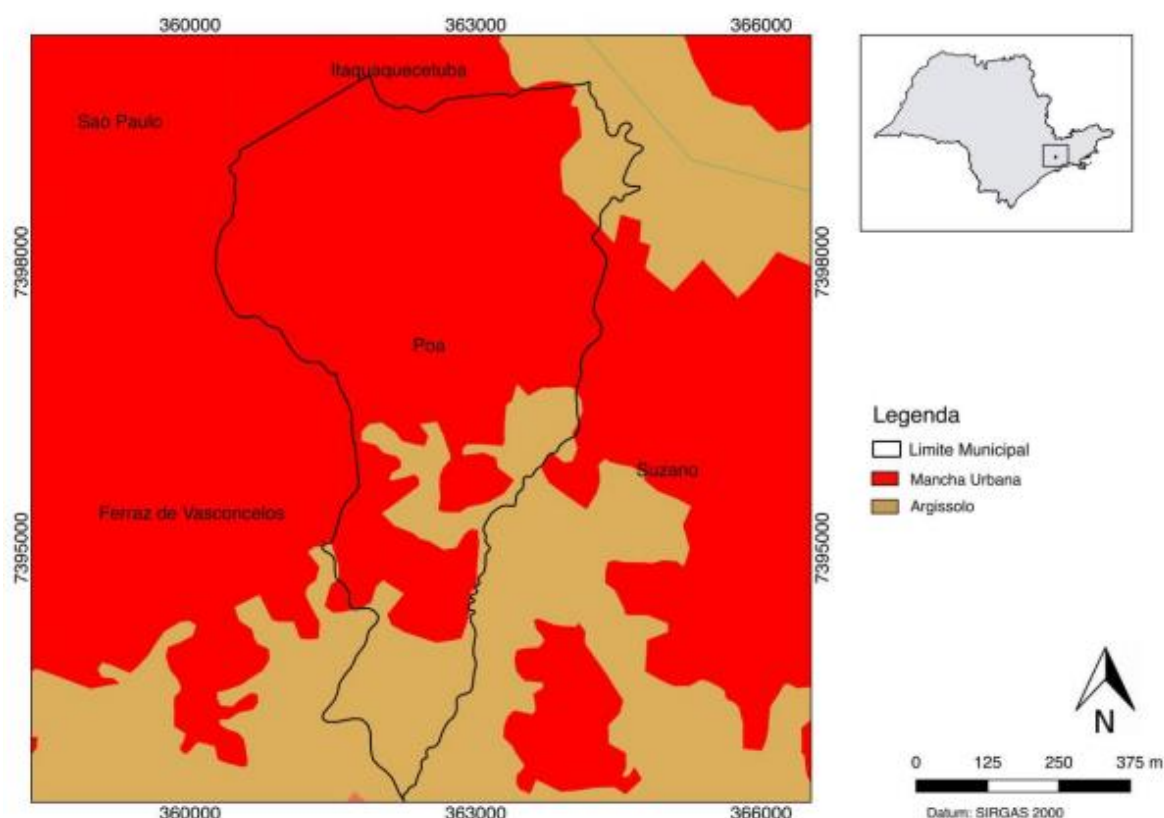 360000 363000 366000
Itaquaquecetuba
Saò Paulo
7398000 7398000
Poa
Suzano
Ferraz de Vasconcelos
7395000 7395000
360000 363000 366000
Legenda
Limite Municipal
Mancha Urbana
Argissolo
N
0 125 250 375 m
Datum: SIRGAS 2000